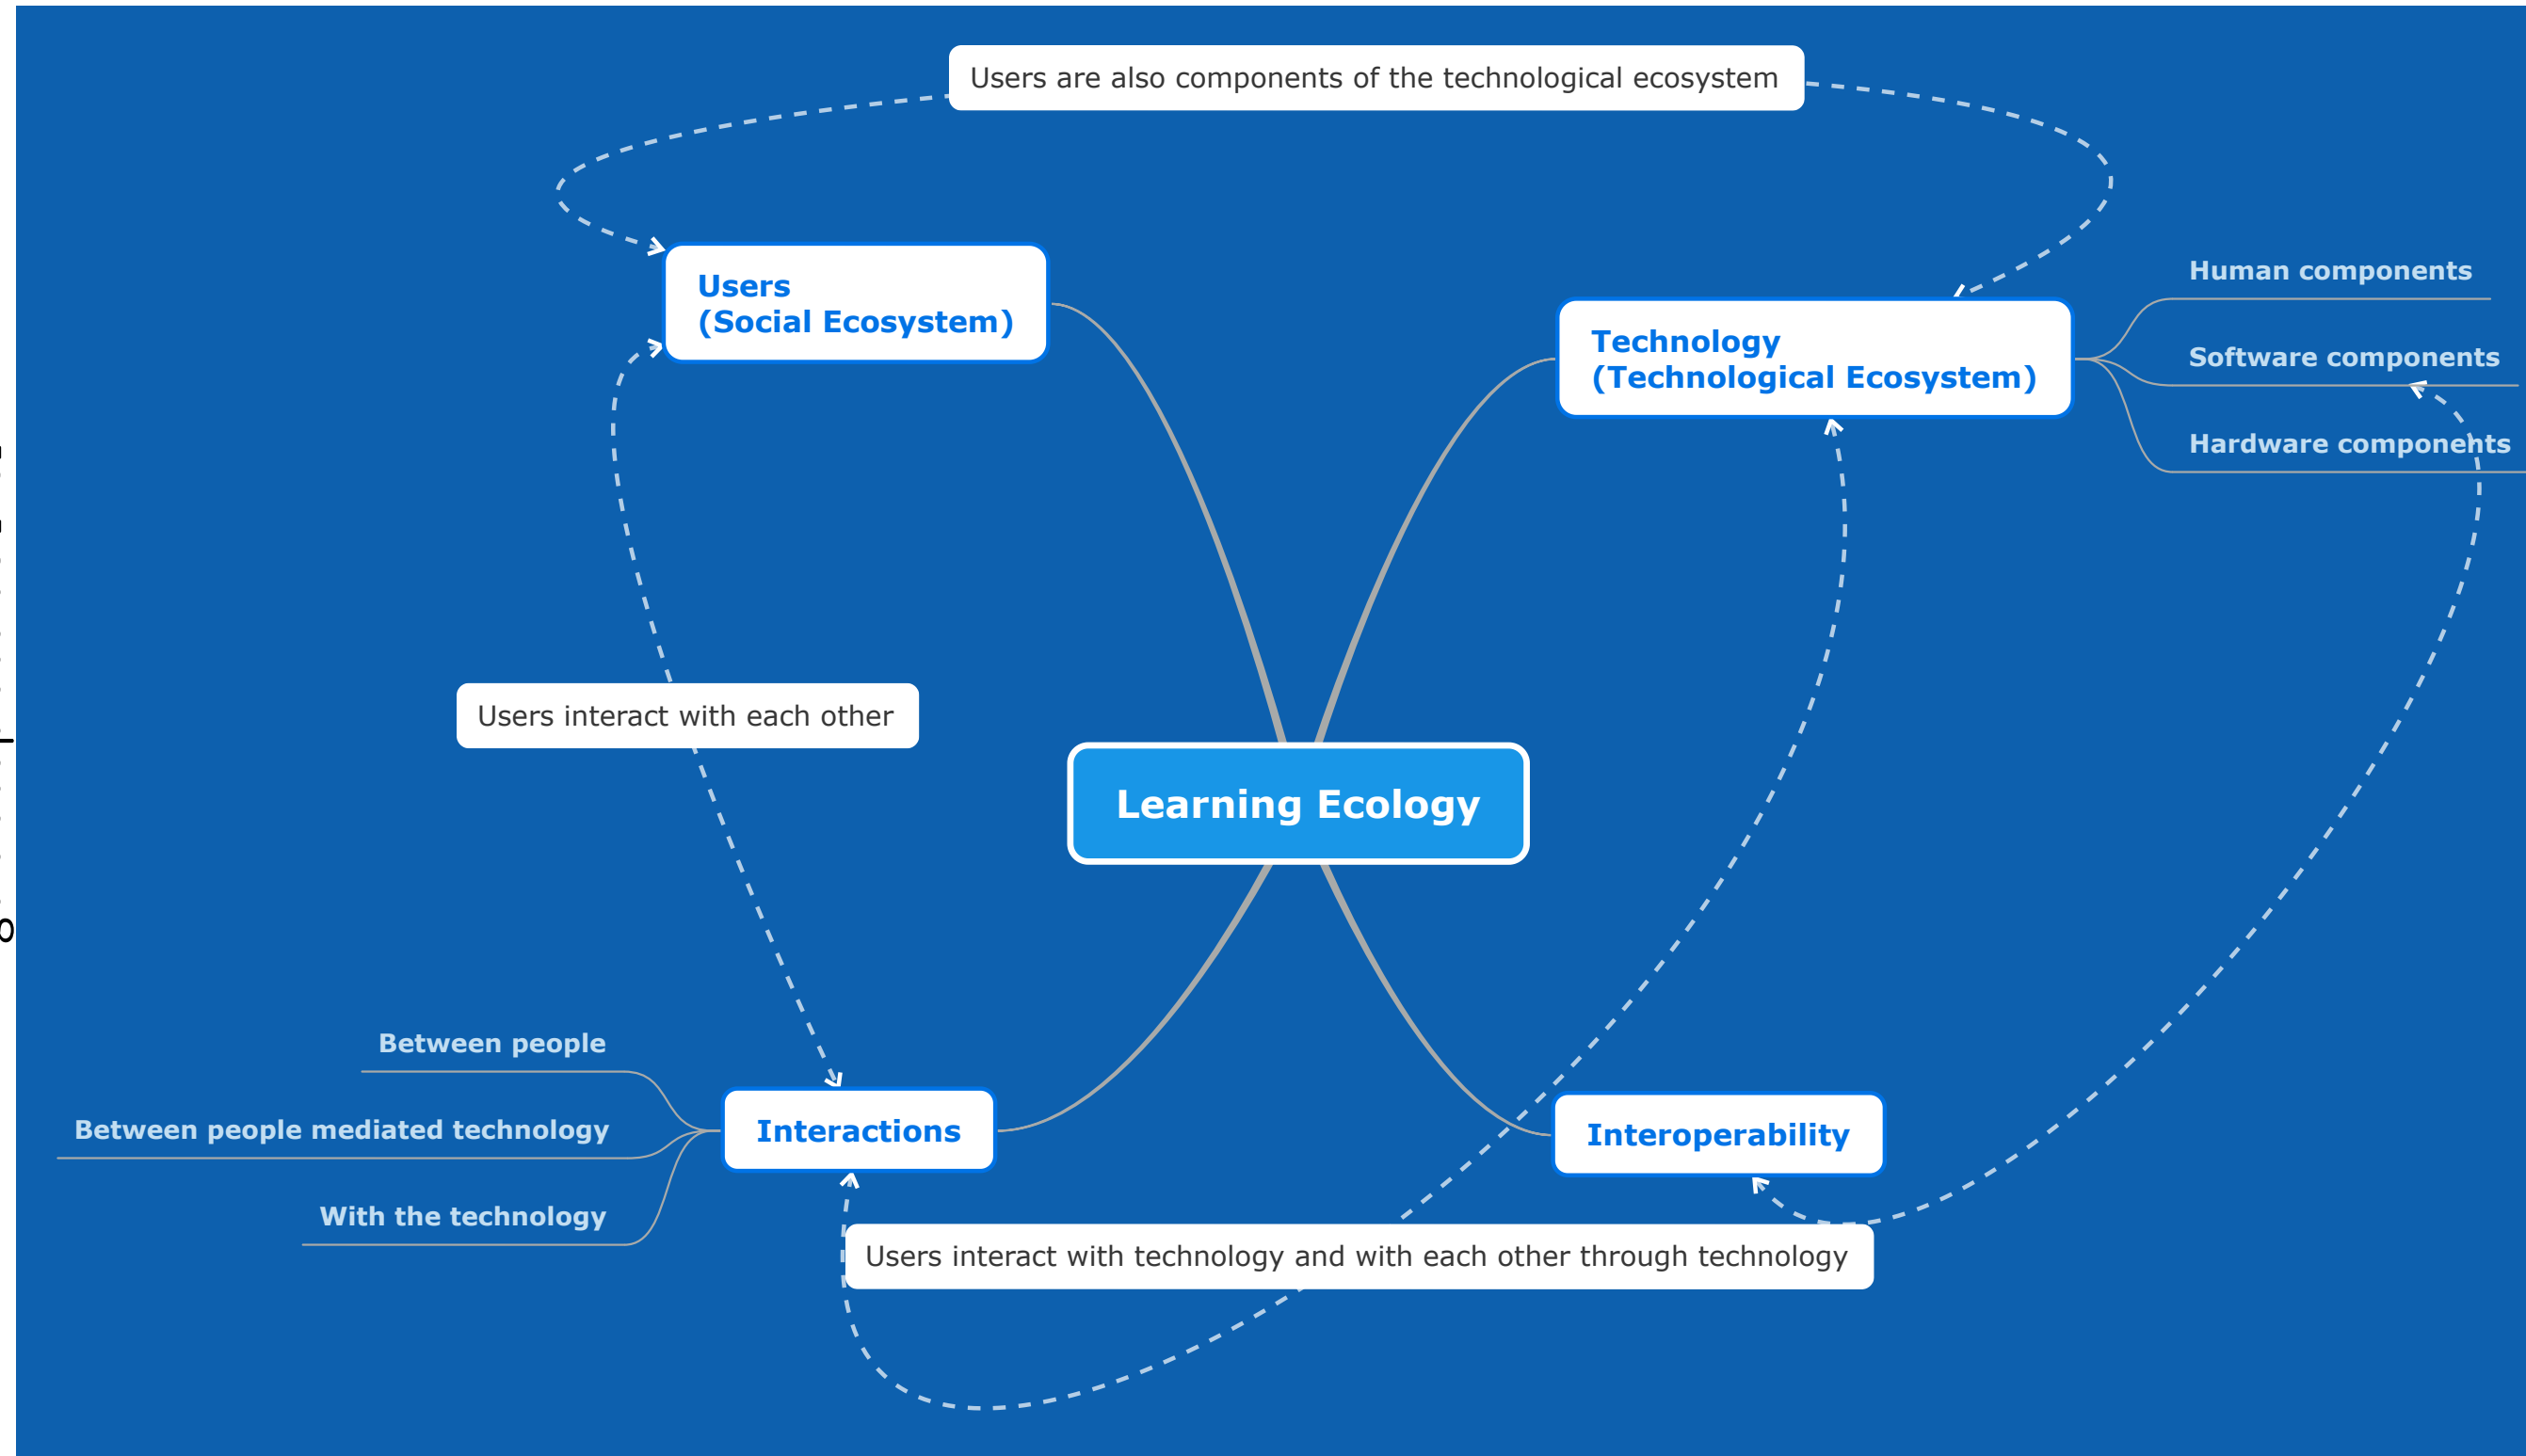 Users are also components of the technological ecosystem
Users
(Social Ecosystem)
Technology
(Technological Ecosystem)
Human components
Software components
Hardware components
Users interact with each other
Learning Ecology
Between people
Between people mediated technology
With the technology
Interactions
Interoperability
Users interact with technology and with each other through technology